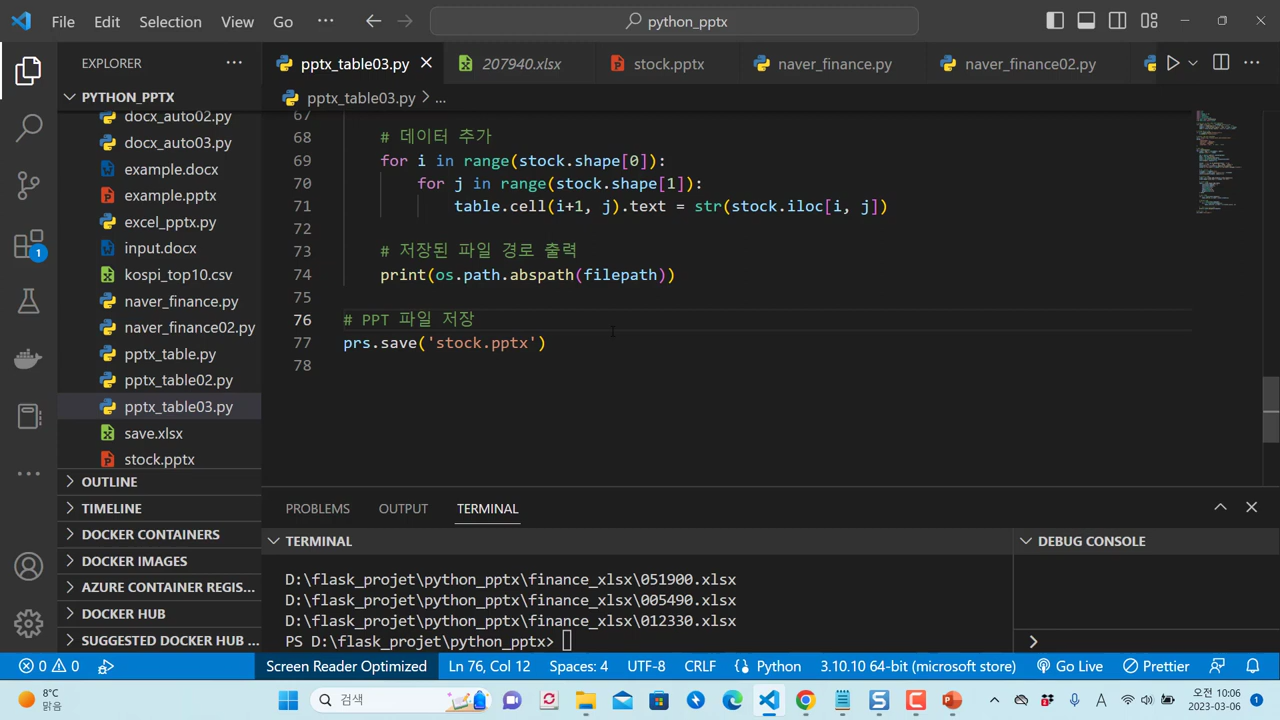 File Edit Selection View Go ··· python_pptx
EXPLORER ···
PYTHON_PPTX
docx_auto02.py
docx_auto03.py
example.docx
example.pptx
excel_pptx.py
input.docx
kospi_top10.csv
naver_finance.py
naver_finance02.py
pptx_table.py
pptx_table02.py
pptx_table03.py
save.xlsx
stock.pptx
OUTLINE
TIMELINE
DOCKER CONTAINERS
DOCKER IMAGES
AZURE CONTAINER REGIS...
DOCKER HUB
SUGGESTED DOCKER HUB ...
1
pptx_table03.py 207940.xlsx stock.pptx naver_finance.py naver_finance02.py ···
pptx_table03.py > ...
67
68 # 데이터 추가
69 for i in range(stock.shape[0]):
70 for j in range(stock.shape[1]):
71 table.cell(i+1, j).text = str(stock.iloc[i, j])
72
73 # 저장된 파일 경로 출력
74 print(os.path.abspath(filepath))
75
76 # PPT 파일 저장
77 prs.save('stock.pptx')
78
PROBLEMS OUTPUT TERMINAL
TERMINAL
D:\flask_projet\python_pptx\finance_xlsx\051900.xlsx
D:\flask_projet\python_pptx\finance_xlsx\005490.xlsx
D:\flask_projet\python_pptx\finance_xlsx\012330.xlsx
PS D:\flask_projet\python_pptx>
DEBUG CONSOLE
0 0 Screen Reader Optimized Ln 76, Col 12 Spaces: 4 UTF-8 CRLF Python 3.10.10 64-bit (microsoft store) Go Live Prettier
8°C
맑음
검색
A
오전 10:06
2023-03-06
1